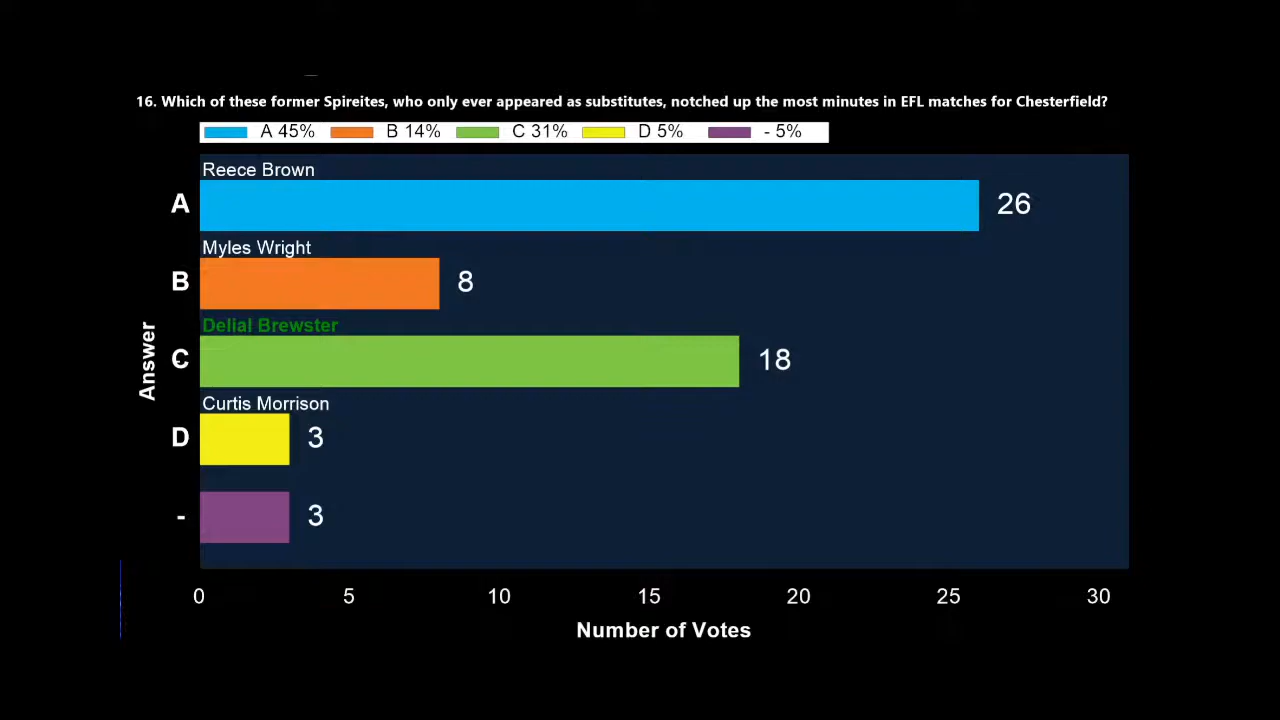 16. Which of these former Spireites, who only ever appeared as substitutes, notched up the most minutes in EFL matches for Chesterfield?
A 45% B 14% C 31% D 5% - 5%
Reece Brown
A 26
Myles Wright
B 8
Delial Brewster
C 18
Curtis Morrison
D 3
- 3
Answer
0 5 10 15 20 25 30
Number of Votes